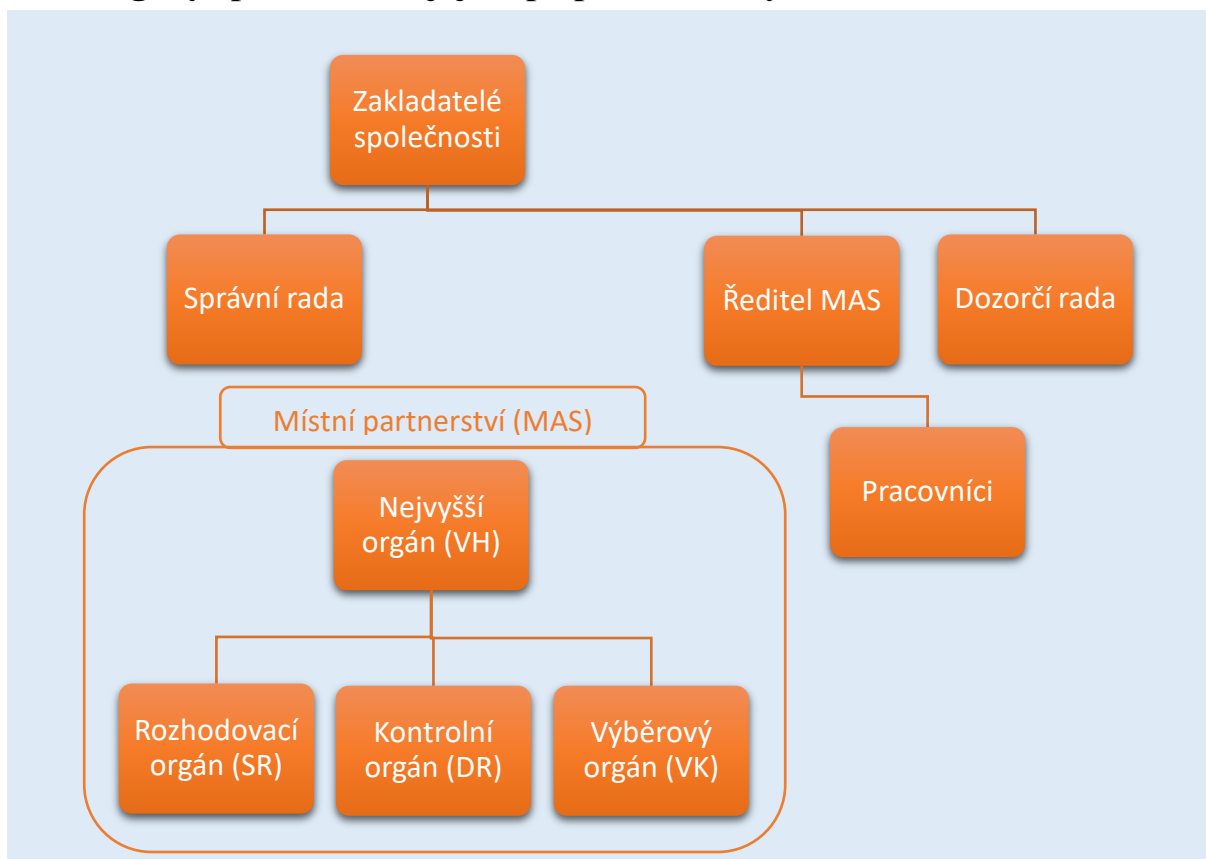 Zakladatelé
společnosti
Správní rada
Ředitel MAS
Dozorčí rada
Místní partnerství (MAS)
Pracovníci
Nejvyšší
orgán (VH)
Rozhodovací
orgán (SR)
Kontrolní
orgán (DR)
Výběrový
orgán (VK)